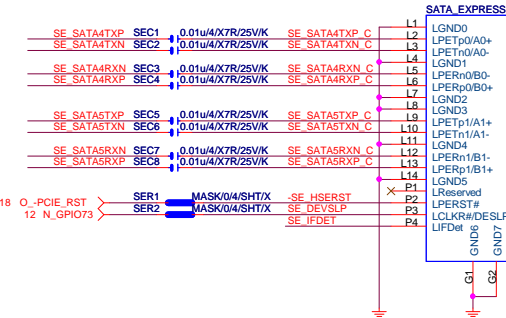 SATA_EXPRESS
L1 LGND0
SE_SATA4TXP SEC1 0.01u/4/X7R/25V/K SE_SATA4TXP_C L2 LPETp0/A0+
SE_SATA4TXN SEC2 0.01u/4/X7R/25V/K SE_SATA4TXN_C L3 LPETn0/A0-
L4 LGND1
SE_SATA4RXN SEC3 0.01u/4/X7R/25V/K SE_SATA4RXN_C L5 LPERn0/B0-
SE_SATA4RXP SEC4 0.01u/4/X7R/25V/K SE_SATA4RXP_C L6 LPERp0/B0+
L7 LGND2
L8 LGND3
SE_SATA5TXP SEC5 0.01u/4/X7R/25V/K SE_SATA5TXP_C L9 LPETp1/A1+
SE_SATA5TXN SEC6 0.01u/4/X7R/25V/K SE_SATA5TXN_C L10 LPETn1/A1-
L11 LGND4
SE_SATA5RXN SEC7 0.01u/4/X7R/25V/K SE_SATA5RXN_C L12 LPERn1/B1-
SE_SATA5RXP SEC8 0.01u/4/X7R/25V/K SE_SATA5RXP_C L13 LPERp1/B1+
L14 LGND5
P1 LReserved
18 O_-PCIE_RST SER1 MASK/0/4/SHT/X -SE_HSERST P2 LPERST#
12 N_GPIO73 SER2 MASK/0/4/SHT/X SE_DEVSLP P3 LCLKR#/DESLP
SE_IFDET P4 LIFDet
GND6 GND7
G1 G2